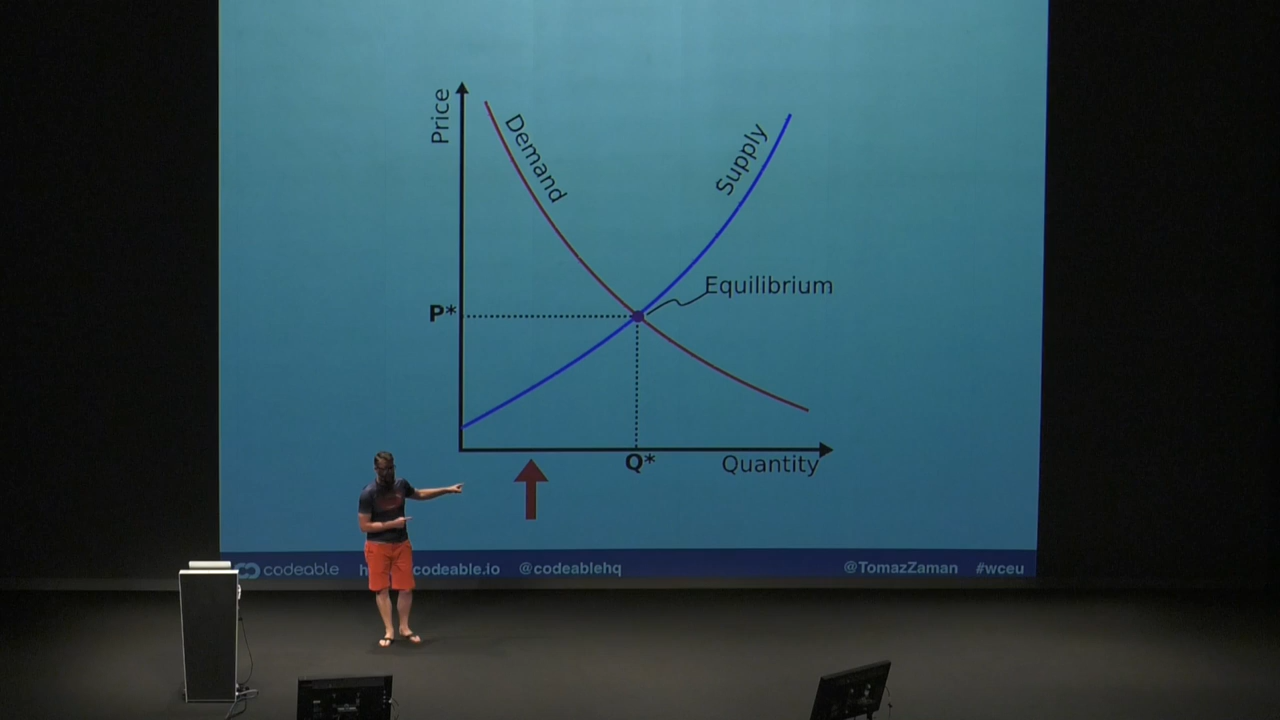 Price
Demand
Supply
Equilibrium
P*
Q*
Quantity
codeable
codeable.io
@codeablehq
@TomazZaman
#wceu